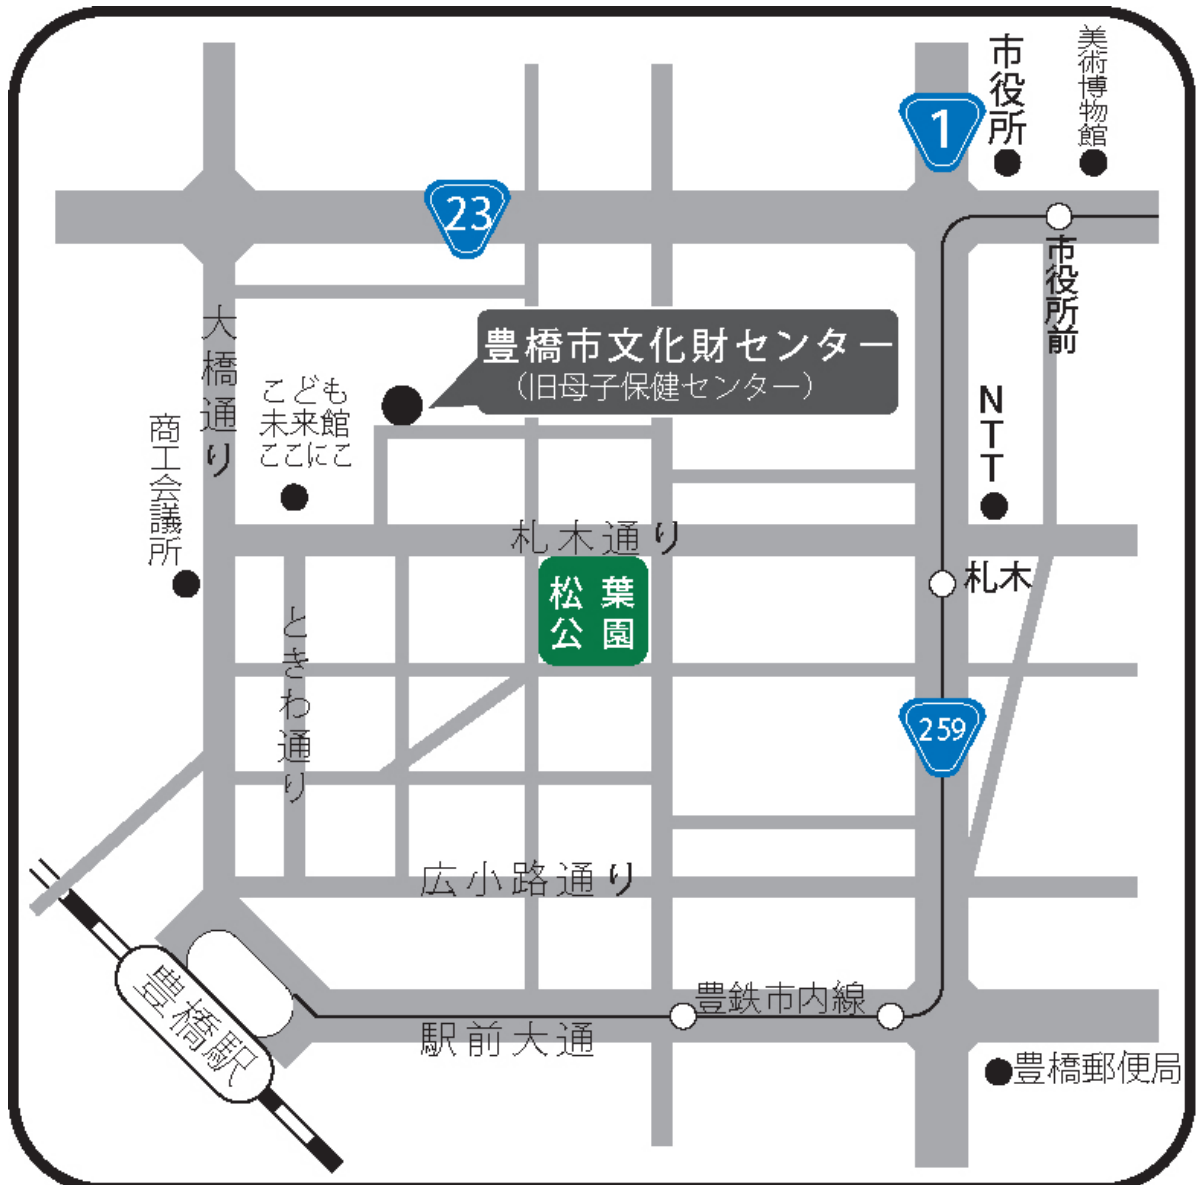 市役所
美術博物館
1
23
市役所前
大橋通り
豊橋市文化財センター
（旧母子保健センター）
こども
未来館
ここにこ
商工会議所
NTT
札木通り
松葉
公園
札木
ときわ通り
259
広小路通り
豊橋駅
豊鉄市内線
駅前大通
豊橋郵便局